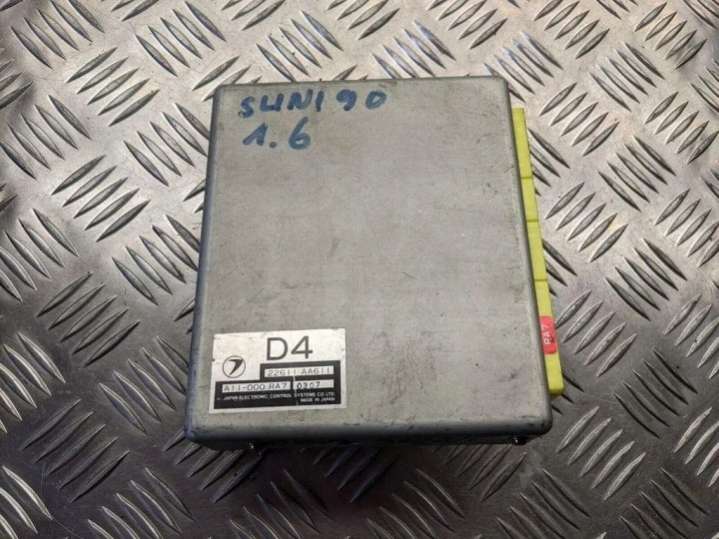 SUNI 90
1.6
RA7
D4
22611 AA611
A11-000 RA7 0307
JAPAN ELECTRONIC CONTROL SYSTEMS CO.LTD.
MADE IN JAPAN